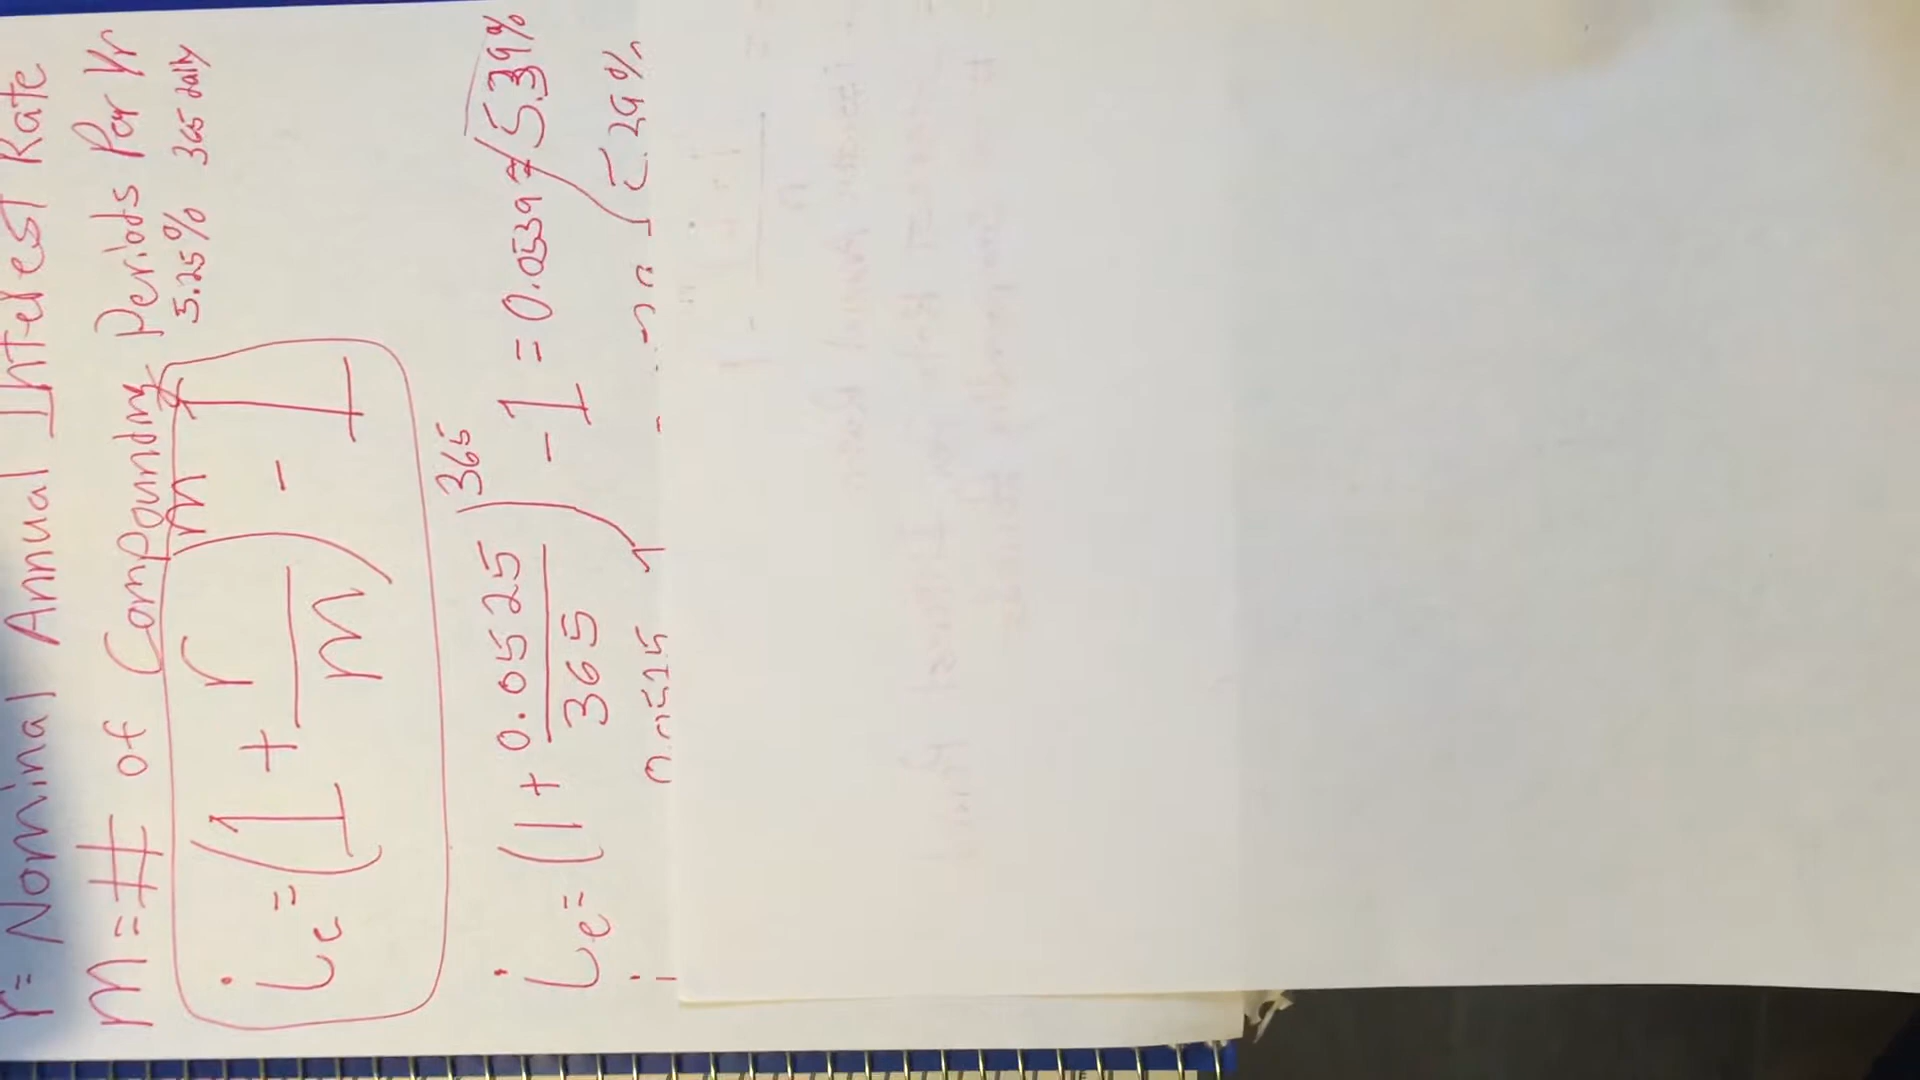 r = Nominal Annual Interest Rate
m = # of Compounding Periods Per Yr
5.25% 365 daily
ie = (1 + r/m)^m - 1
ie = (1 + 0.0525/365)^365 - 1 = 0.0539 5.39%